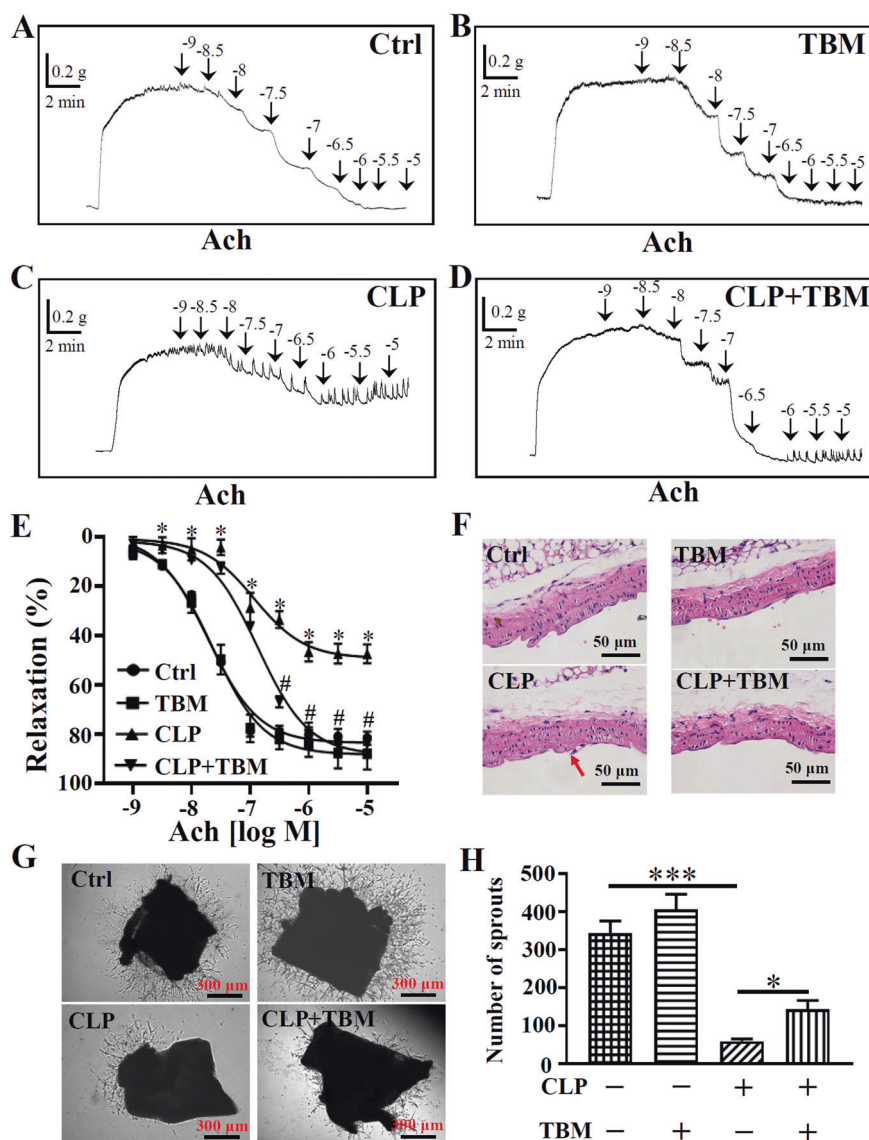 A
Ctrl
0.2 g
2 min
-9
-8.5
-8
-7.5
-7
-6.5
-6
-5.5
-5
Ach
B
TBM
0.2 g
2 min
-9
-8.5
-8
-7.5
-7
-6.5
-6
-5.5
-5
Ach
C
CLP
0.2 g
2 min
-9
-8.5
-8
-7.5
-7
-6.5
-6
-5.5
-5
Ach
D
CLP+TBM
0.2 g
2 min
-9
-8.5
-8
-7.5
-7
-6.5
-6
-5.5
-5
Ach
E
Relaxation (%)
0
20
40
60
80
100
* * *
*
*
* * *
#
# # #
Ctrl
TBM
CLP
CLP+TBM
-9 -8 -7 -6 -5
Ach [log M]
F
Ctrl
50 µm
TBM
50 µm
CLP
50 µm
CLP+TBM
50 µm
G
Ctrl
300 µm
TBM
300 µm
CLP
300 µm
CLP+TBM
300 µm
H
Number of sprouts
500
400
300
200
100
0
***
*
CLP − − + +
TBM − + − +